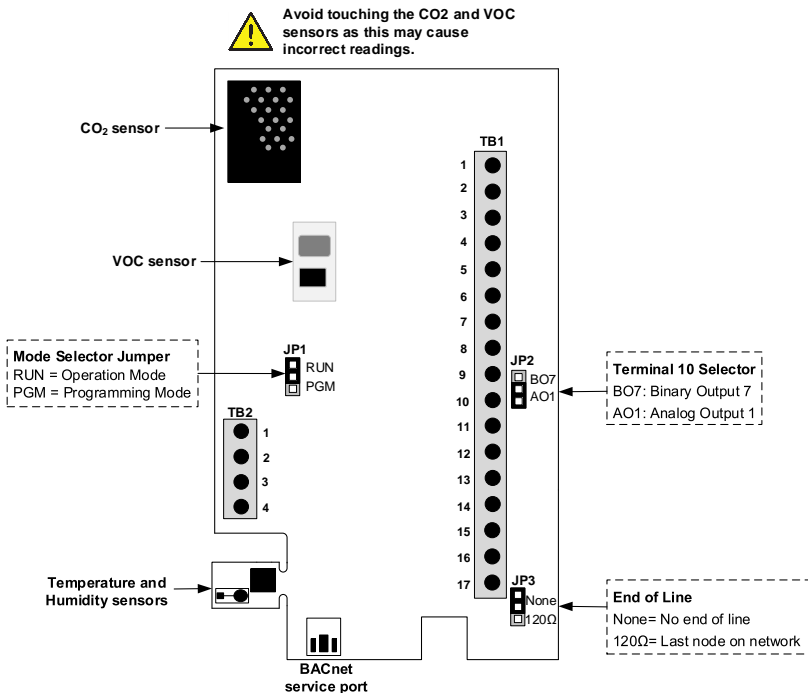 Avoid touching the CO2 and VOC
sensors as this may cause
incorrect readings.
CO₂ sensor
TB1
1
2
3
4
5
6
7
8
9
10
11
12
13
14
15
16
17
VOC sensor
Mode Selector Jumper
RUN = Operation Mode
PGM = Programming Mode
JP1
RUN
PGM
JP2
BO7
AO1
Terminal 10 Selector
BO7: Binary Output 7
AO1: Analog Output 1
TB2
1
2
3
4
Temperature and
Humidity sensors
JP3
None
120Ω
End of Line
None= No end of line
120Ω= Last node on network
BACnet
service port